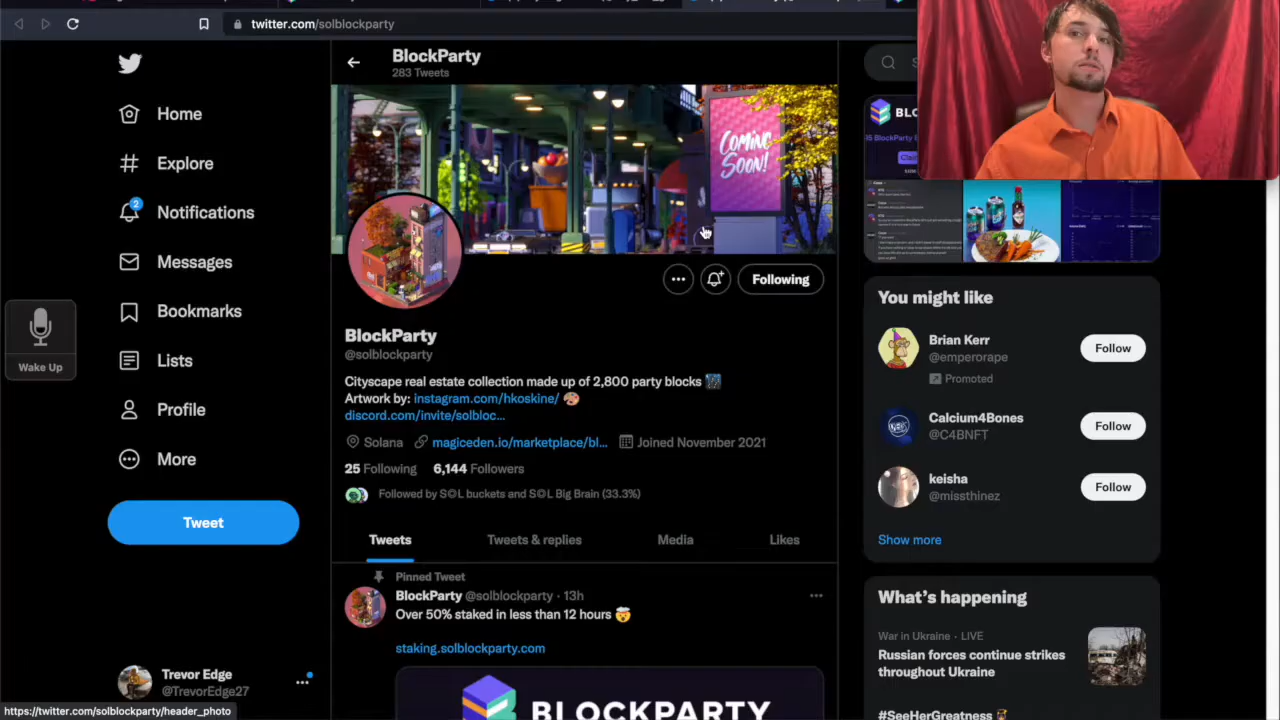 twitter.com/solblockparty
BlockParty
283 Tweets
Home
Explore
2
Notifications
Messages
Bookmarks
Lists
Profile
More
Tweet
Wake Up
Trevor Edge
@TrevorEdge27
https://twitter.com/solblockparty/header_photo
COMING
SOON!
Following
BlockParty
@solblockparty
Cityscape real estate collection made up of 2,800 party blocks
Artwork by: instagram.com/hkoskine/
discord.com/invite/solbloc...
Solana magiceden.io/marketplace/bl... Joined November 2021
25 Following 6,144 Followers
Followed by S©L buckets and S©L Big Brain (33.3%)
Tweets Tweets & replies Media Likes
Pinned Tweet
BlockParty @solblockparty · 13h
Over 50% staked in less than 12 hours 
staking.solblockparty.com
BLOCKPARTY
You might like
Brian Kerr
@emperorape
Promoted
Follow
Calcium4Bones
@C4BNFT
Follow
keisha
@missthinez
Follow
Show more
What's happening
War in Ukraine · LIVE
Russian forces continue strikes
throughout Ukraine
#SeeHerGreatness